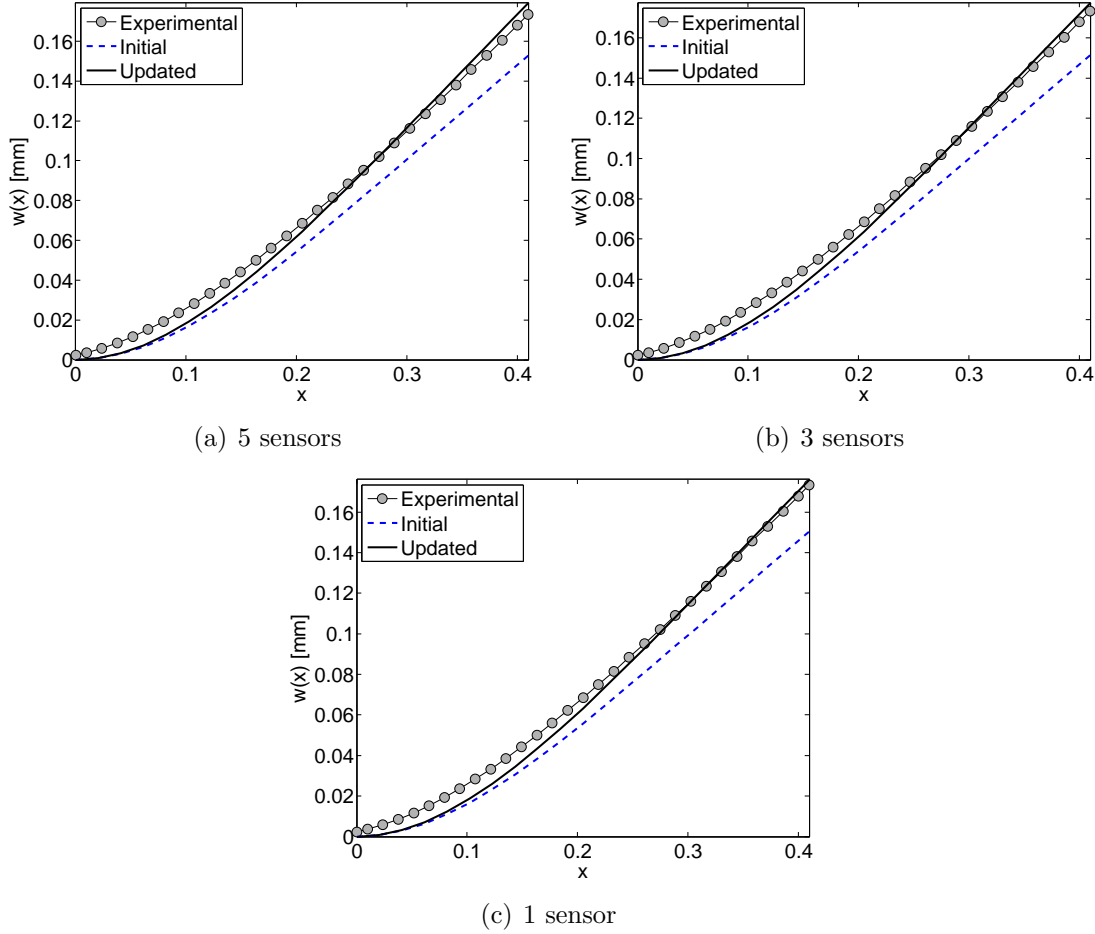 Experimental
Initial
Updated
w(x) [mm]
0.16
0.14
0.12
0.1
0.08
0.06
0.04
0.02
0
0 0.1 0.2 0.3 0.4
x
(a) 5 sensors
Experimental
Initial
Updated
w(x) [mm]
0.16
0.14
0.12
0.1
0.08
0.06
0.04
0.02
0
0 0.1 0.2 0.3 0.4
x
(b) 3 sensors
Experimental
Initial
Updated
w(x) [mm]
0.16
0.14
0.12
0.1
0.08
0.06
0.04
0.02
0
0 0.1 0.2 0.3 0.4
x
(c) 1 sensor